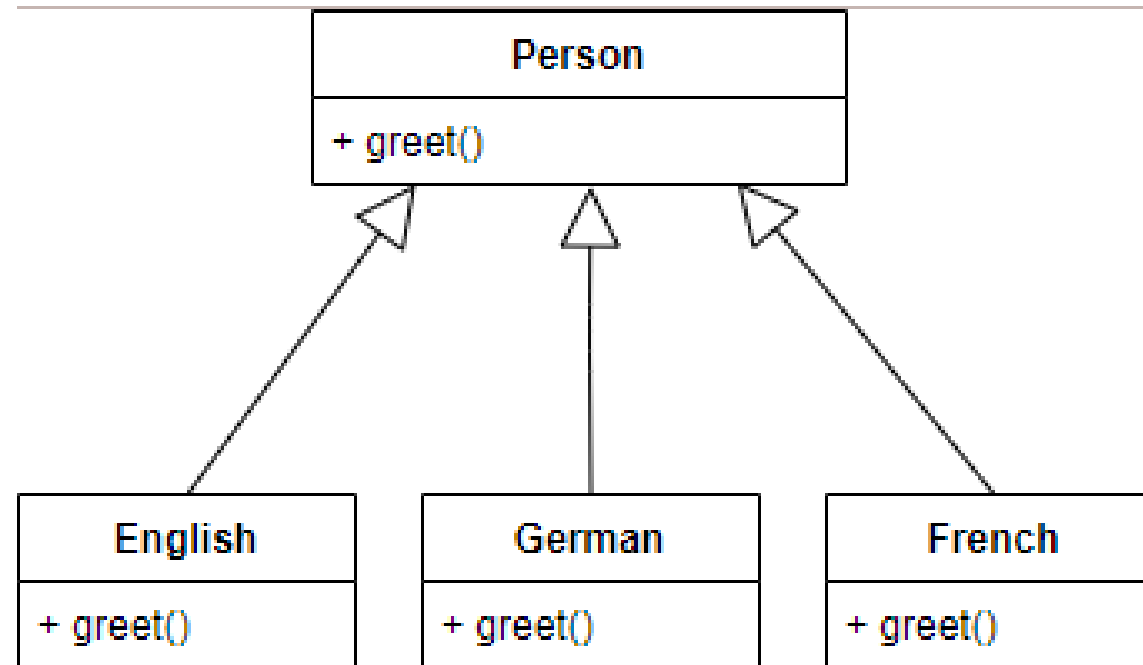 Person
+ greet()
English
German
French
+ greet()
+ greet()
+ greet()